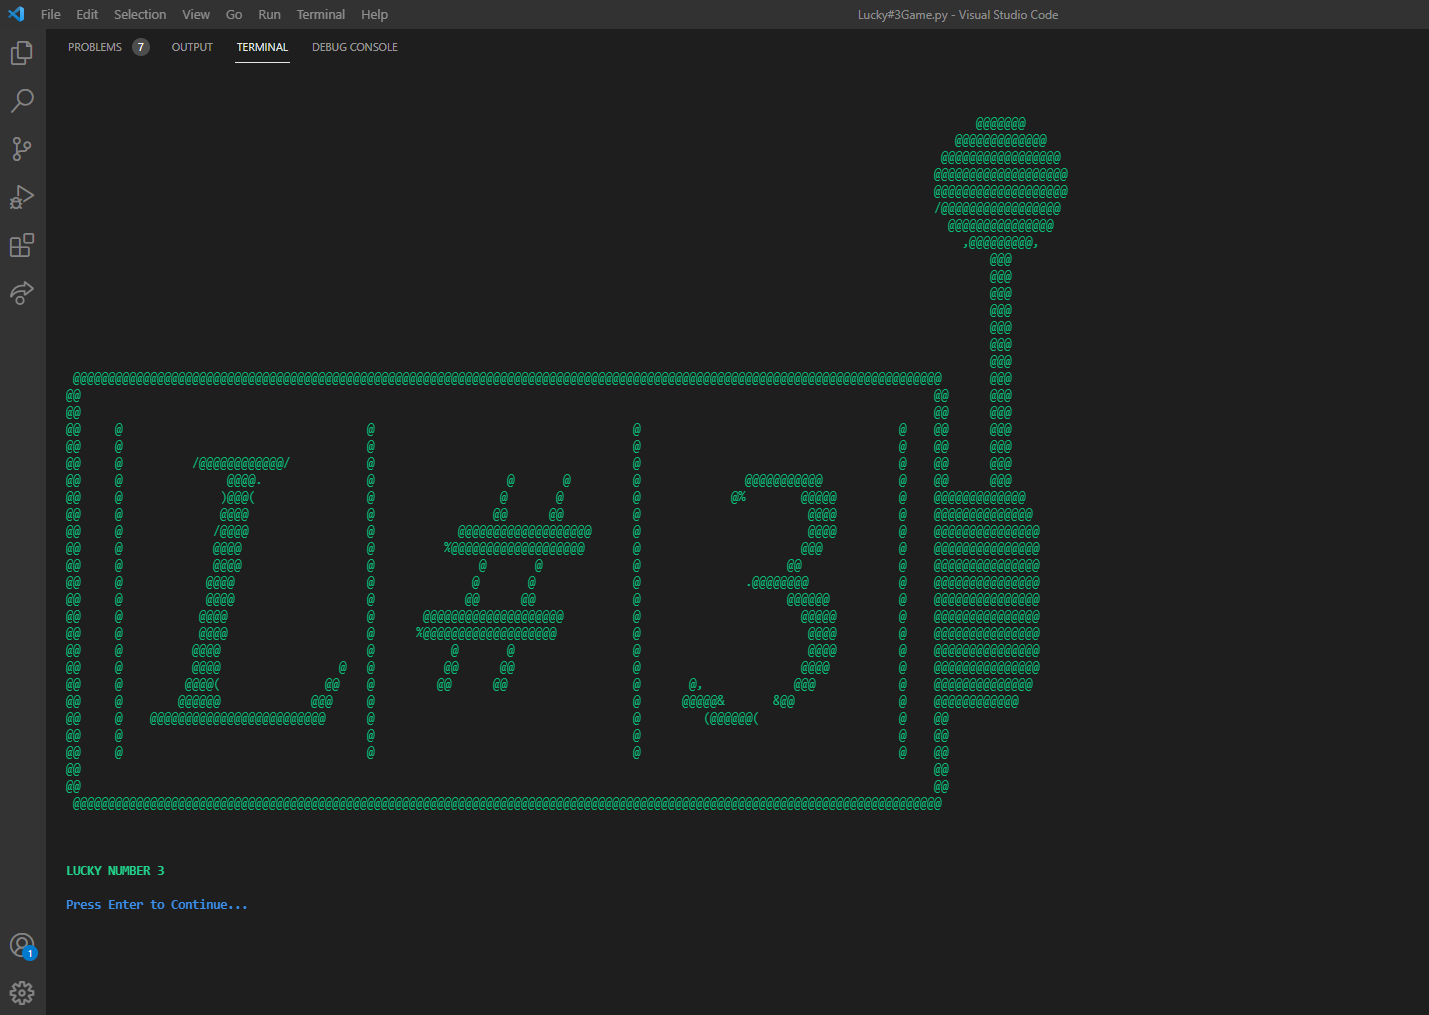 File Edit Selection View Go Run Terminal Help
Lucky#3Game.py - Visual Studio Code
PROBLEMS 7 OUTPUT TERMINAL DEBUG CONSOLE
L # 3
LUCKY NUMBER 3
Press Enter to Continue...
1